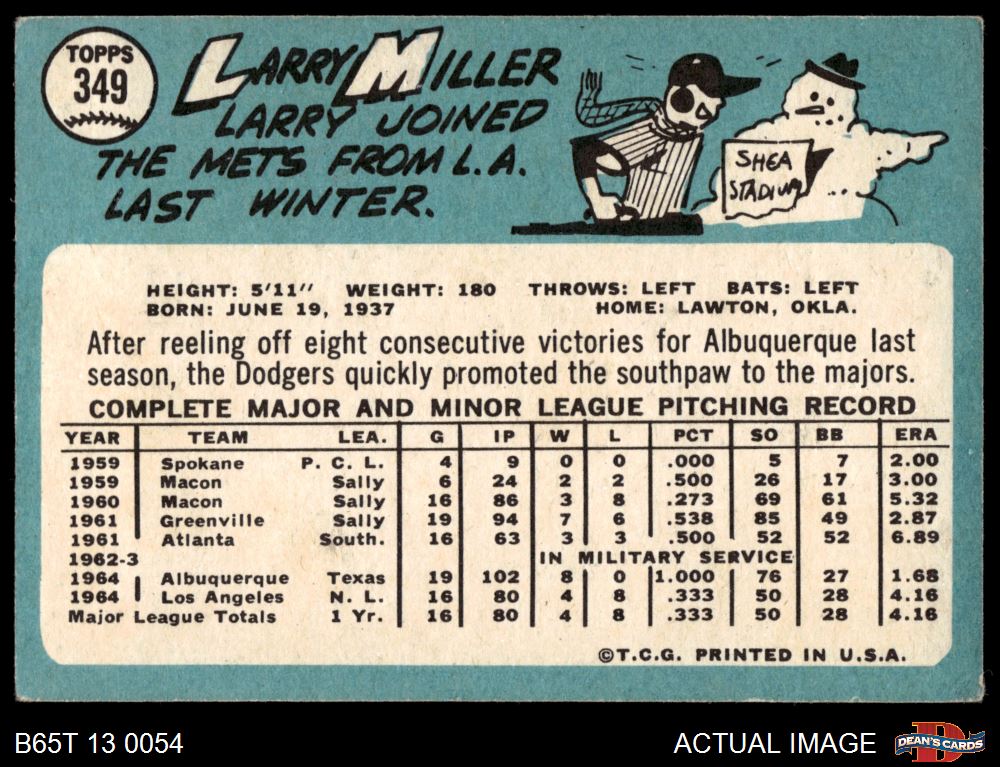 TOPPS
349
LARRY MILLER
LARRY JOINED
THE METS FROM L.A.
LAST WINTER.
SHEA
STADIUM
HEIGHT: 5'11" WEIGHT: 180 THROWS: LEFT BATS: LEFT
BORN: JUNE 19, 1937 HOME: LAWTON, OKLA.
After reeling off eight consecutive victories for Albuquerque last
season, the Dodgers quickly promoted the southpaw to the majors.
COMPLETE MAJOR AND MINOR LEAGUE PITCHING RECORD
YEAR TEAM LEA. G IP W L PCT SO BB ERA
1959 Spokane P. C. L. 4 9 0 0 .000 5 7 2.00
1959 Macon Sally 6 24 2 2 .500 26 17 3.00
1960 Macon Sally 16 86 3 8 .273 69 61 5.32
1961 Greenville Sally 19 94 7 6 .538 85 49 2.87
1961 Atlanta South. 16 63 3 3 .500 52 52 6.89
1962-3 IN MILITARY SERVICE
1964 Albuquerque Texas 19 102 8 0 1.000 76 27 1.68
1964 Los Angeles N. L. 16 80 4 8 .333 50 28 4.16
Major League Totals 1 Yr. 16 80 4 8 .333 50 28 4.16
©T.C.G. PRINTED IN U.S.A.
B65T 13 0054 ACTUAL IMAGE
D
DEAN'S CARDS